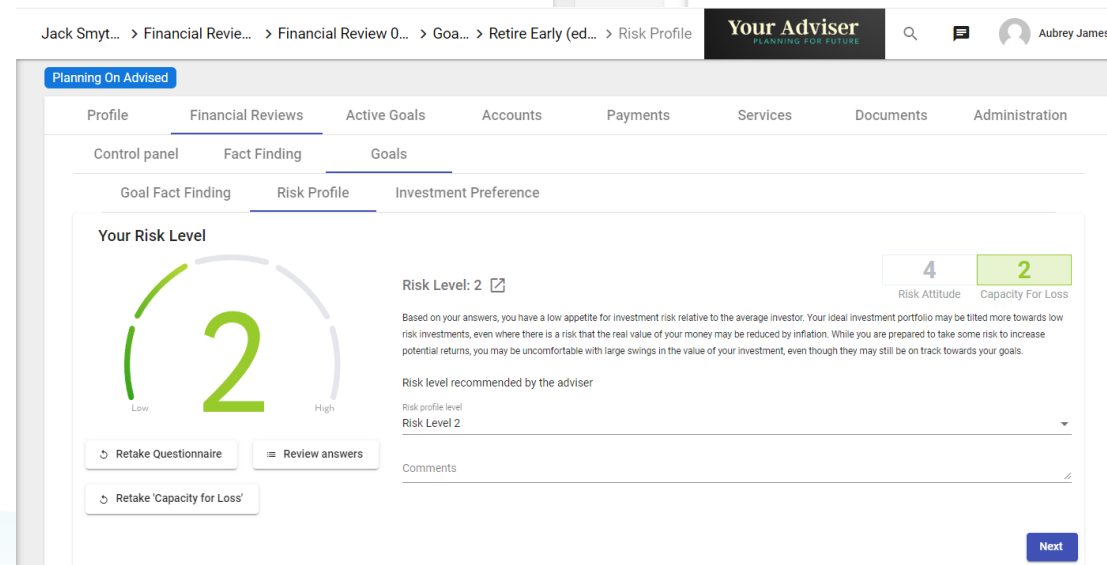 Jack Smyt... > Financial Revie... > Financial Review 0... > Goa... > Retire Early (ed... > Risk Profile
Your Adviser
PLANNING FOR FUTURE
Aubrey James
Planning On Advised
Profile Financial Reviews Active Goals Accounts Payments Services Documents Administration
Control panel Fact Finding Goals
Goal Fact Finding Risk Profile Investment Preference
Your Risk Level
2
Low High
Retake Questionnaire Review answers
Retake 'Capacity for Loss'
Risk Level: 2
4 2
Risk Attitude Capacity For Loss
Based on your answers, you have a low appetite for investment risk relative to the average investor. Your ideal investment portfolio may be tilted more towards low
risk investments, even where there is a risk that the real value of your money may be reduced by inflation. While you are prepared to take some risk to increase
potential returns, you may be uncomfortable with large swings in the value of your investment, even though they may still be on track towards your goals.
Risk level recommended by the adviser
Risk profile level
Risk Level 2
Comments
Next